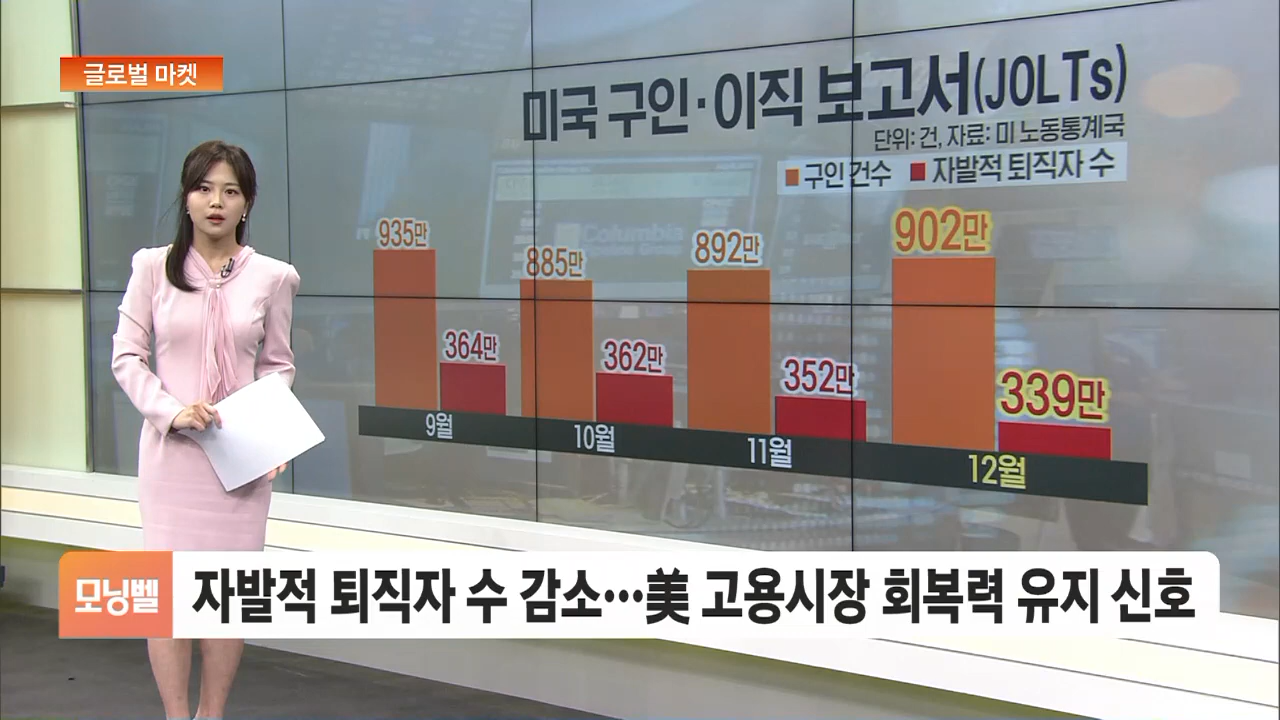 글로벌 마켓
미국 구인·이직 보고서(JOLTs)
단위: 건, 자료: 미 노동통계국
구인 건수 자발적 퇴직자 수
935만
364만
885만
362만
892만
352만
902만
339만
9월
10월
11월
12월
Columbia
모닝벨
자발적 퇴직자 수 감소…美 고용시장 회복력 유지 신호